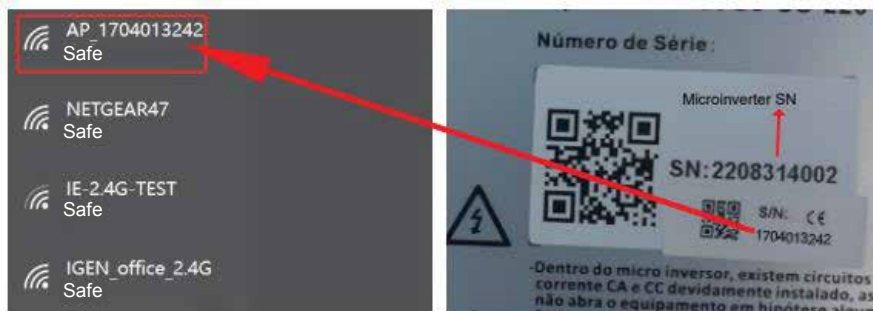 AP_1704013242
Safe
NETGEAR47
Safe
IE-2.4G-TEST
Safe
IGEN_office_2.4G
Safe
Número de Série:
Microinverter SN
SN:2208314002
S/N: CE
1704013242
-Dentro do micro inversor, existem circuitos
corrente CA e CC devidamente instalado, as
não abra o equipamento em hipótese